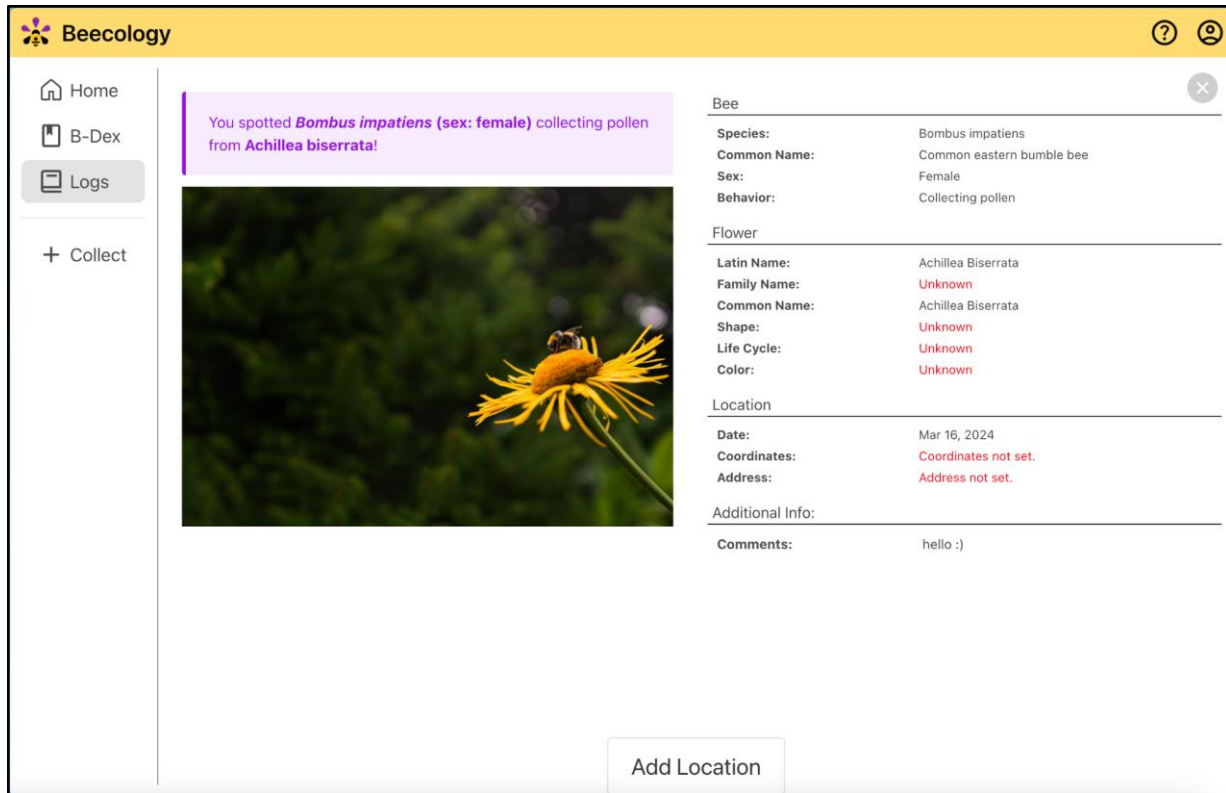 Beecology
Home
B-Dex
Logs
+ Collect
You spotted Bombus impatiens (sex: female) collecting pollen
from Achillea biserrata!
Bee
Species: Bombus impatiens
Common Name: Common eastern bumble bee
Sex: Female
Behavior: Collecting pollen
Flower
Latin Name: Achillea Biserrata
Family Name: Unknown
Common Name: Achillea Biserrata
Shape: Unknown
Life Cycle: Unknown
Color: Unknown
Location
Date: Mar 16, 2024
Coordinates: Coordinates not set.
Address: Address not set.
Additional Info:
Comments: hello :)
Add Location